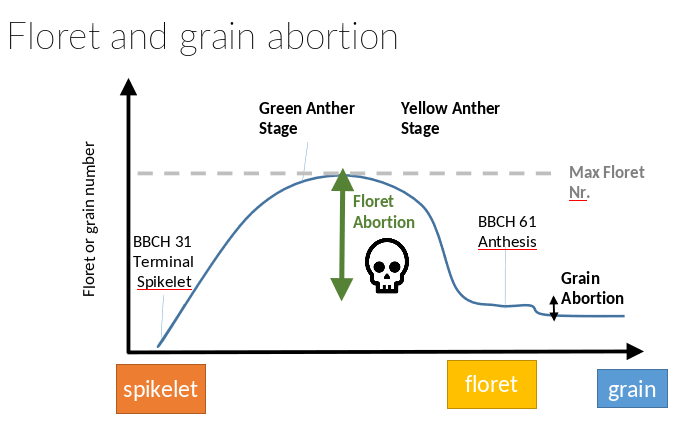 Floret and grain abortion
Green Anther
Stage
Yellow Anther
Stage
Max Floret
Nr.
Floret
Abortion
BBCH 61
Anthesis
BBCH 31
Terminal
Spikelet
Grain
Abortion
Floret or grain number
spikelet
floret
grain